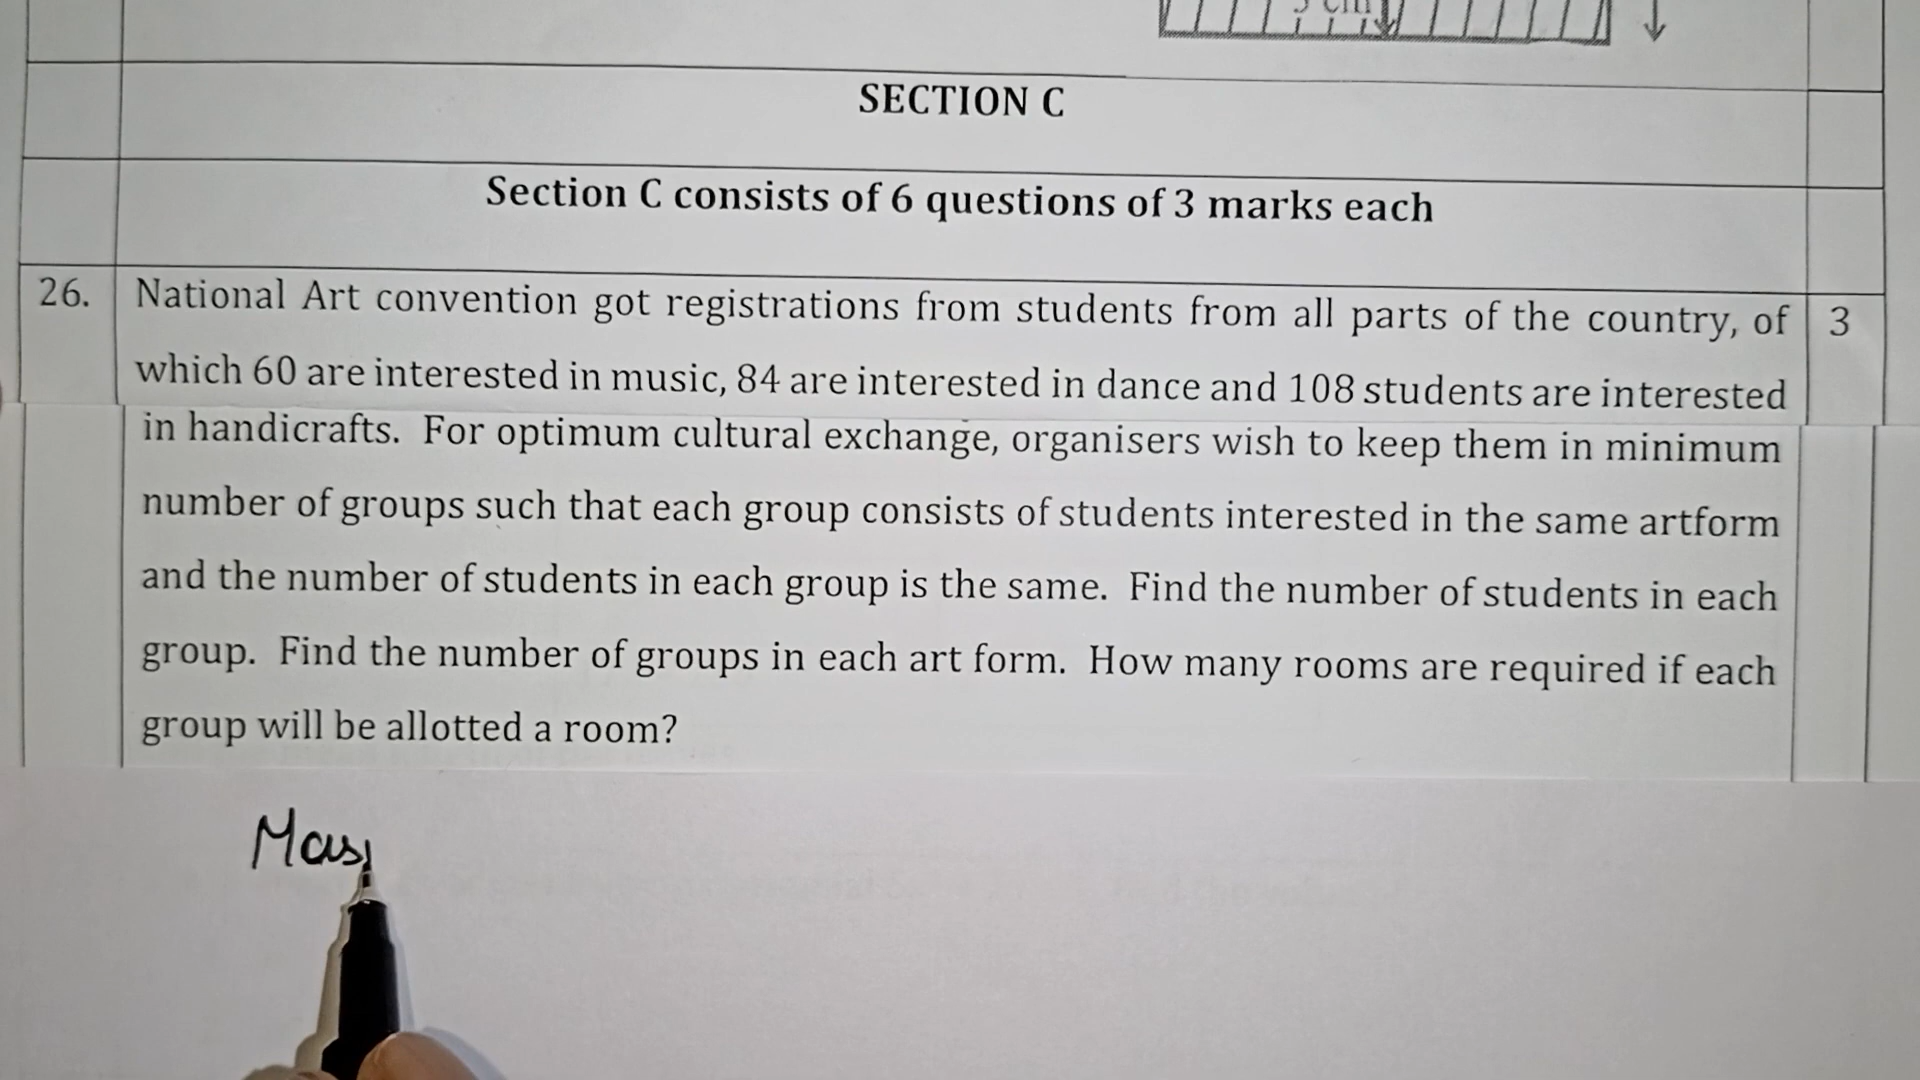 3 cm
SECTION C
Section C consists of 6 questions of 3 marks each
26. National Art convention got registrations from students from all parts of the country, of 3
which 60 are interested in music, 84 are interested in dance and 108 students are interested
in handicrafts. For optimum cultural exchange, organisers wish to keep them in minimum
number of groups such that each group consists of students interested in the same artform
and the number of students in each group is the same. Find the number of students in each
group. Find the number of groups in each art form. How many rooms are required if each
group will be allotted a room?